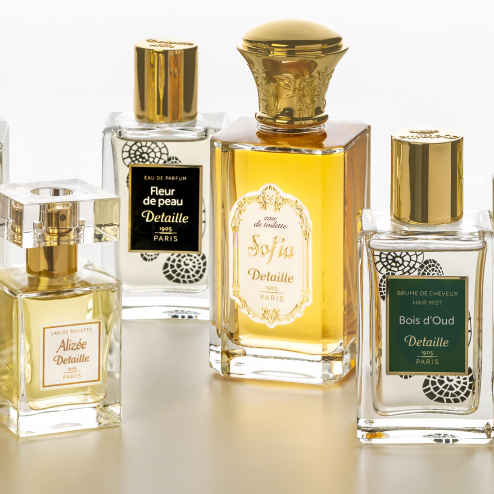 EAU DE PARFUM
Fleur
de peau
Detaille
1905
PARIS
eau
de toilette
Sofia
Detaille
1905
PARIS
EAU DE TOILETTE
Alizée
Detaille
1905
PARIS
BRUME DE CHEVEUX
HAIR MIST
Bois d'Oud
Detaille
1905
PARIS